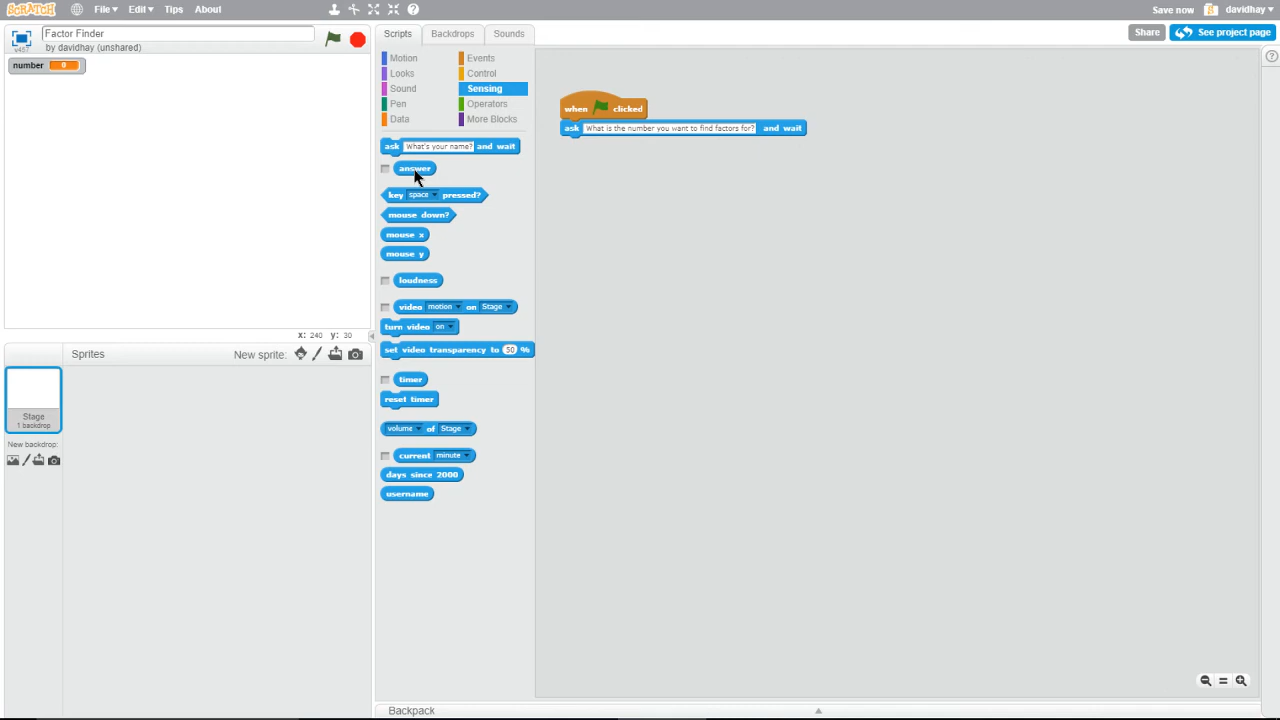 SCRATCH File Edit Tips About Save now davidhay
Factor Finder
by davidhay (unshared)
number 0
x: 240 y: 30
Scripts Backdrops Sounds Share See project page
Motion Events
Looks Control
Sound Sensing
Pen Operators
Data More Blocks
ask What's your name? and wait
answer
key space pressed?
mouse down?
mouse x
mouse y
loudness
video motion on Stage
turn video on
set video transparency to 50 %
timer
reset timer
volume of Stage
current minute
days since 2000
username
when clicked
ask What is the number you want to find factors for? and wait
Sprites New sprite:
Stage
1 backdrop
New backdrop:
Backpack